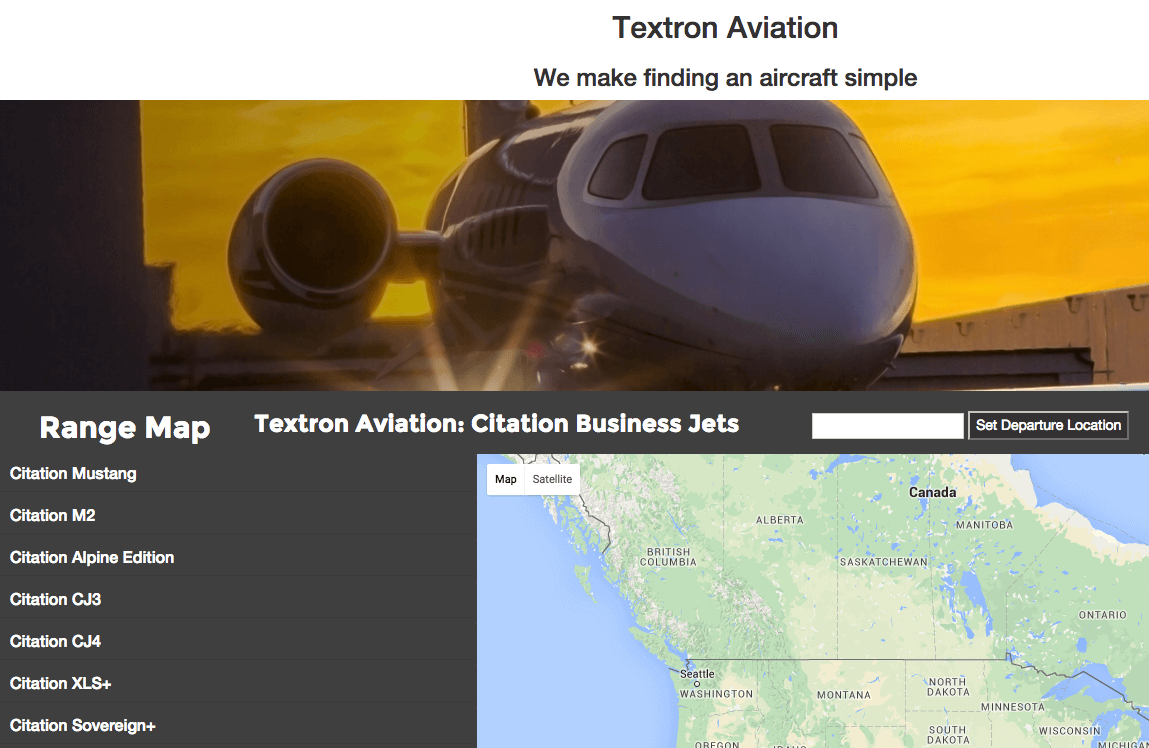 Textron Aviation
We make finding an aircraft simple
Range Map
Textron Aviation: Citation Business Jets
Set Departure Location
Citation Mustang
Citation M2
Citation Alpine Edition
Citation CJ3
Citation CJ4
Citation XLS+
Citation Sovereign+
Map
Satellite
Canada
ALBERTA
MANITOBA
BRITISH
COLUMBIA
SASKATCHEWAN
ONTARIO
Seattle
WASHINGTON
MONTANA
NORTH
DAKOTA
MINNESOTA
SOUTH
DAKOTA
WISCONSIN
OREGON
IDAHO
MICHIGAN